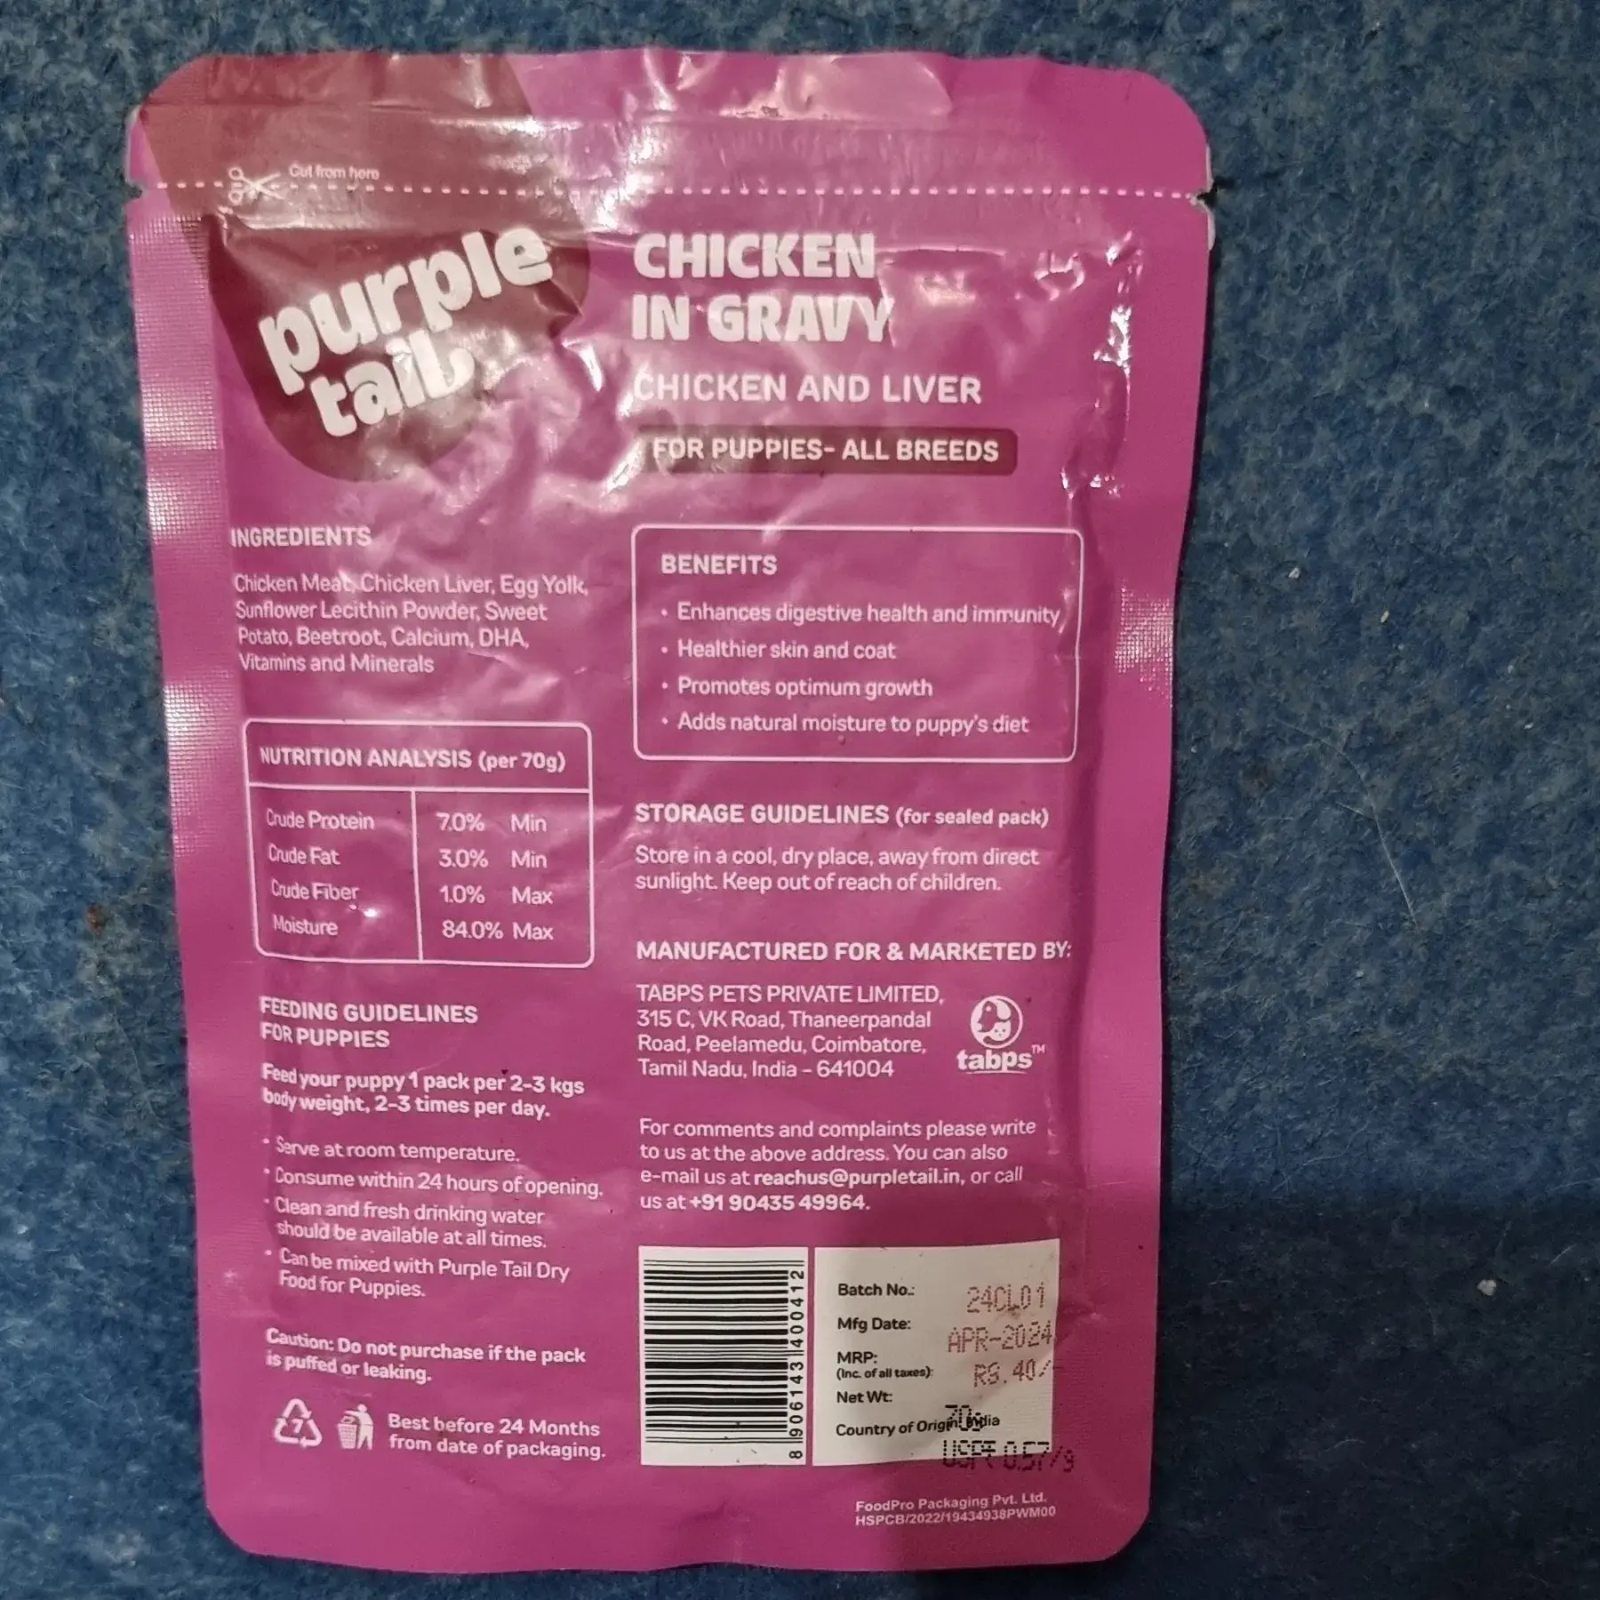 Cut from here
purple
tail
CHICKEN
IN GRAVY
CHICKEN AND LIVER
FOR PUPPIES- ALL BREEDS
INGREDIENTS
Chicken Meat, Chicken Liver, Egg Yolk,
Sunflower Lecithin Powder, Sweet
Potato, Beetroot, Calcium, DHA,
Vitamins and Minerals
NUTRITION ANALYSIS (per 70g)
Crude Protein 7.0% Min
Crude Fat 3.0% Min
Crude Fiber 1.0% Max
Moisture 84.0% Max
FEEDING GUIDELINES
FOR PUPPIES
Feed your puppy 1 pack per 2-3 kgs
body weight, 2-3 times per day.
• Serve at room temperature.
• Consume within 24 hours of opening.
• Clean and fresh drinking water
should be available at all times.
• Can be mixed with Purple Tail Dry
Food for Puppies.
Caution: Do not purchase if the pack
is puffed or leaking.
7
Best before 24 Months
from date of packaging.
BENEFITS
• Enhances digestive health and immunity
• Healthier skin and coat
• Promotes optimum growth
• Adds natural moisture to puppy's diet
STORAGE GUIDELINES (for sealed pack)
Store in a cool, dry place, away from direct
sunlight. Keep out of reach of children.
MANUFACTURED FOR & MARKETED BY:
TABPS PETS PRIVATE LIMITED,
315 C, VK Road, Thaneerpandal
Road, Peelamedu, Coimbatore,
Tamil Nadu, India - 641004
tabps™
For comments and complaints please write
to us at the above address. You can also
e-mail us at reachus@purpletail.in, or call
us at +91 90435 49964.
8 906143 400412
Batch No.: 24CL01
Mfg Date: APR-2024
MRP: RS.40/-
(Inc. of all taxes):
Net Wt: 70g
Country of Origin: India
USP₹ 0.57/g
FoodPro Packaging Pvt. Ltd.
HSPCB/2022/19434938PWM00